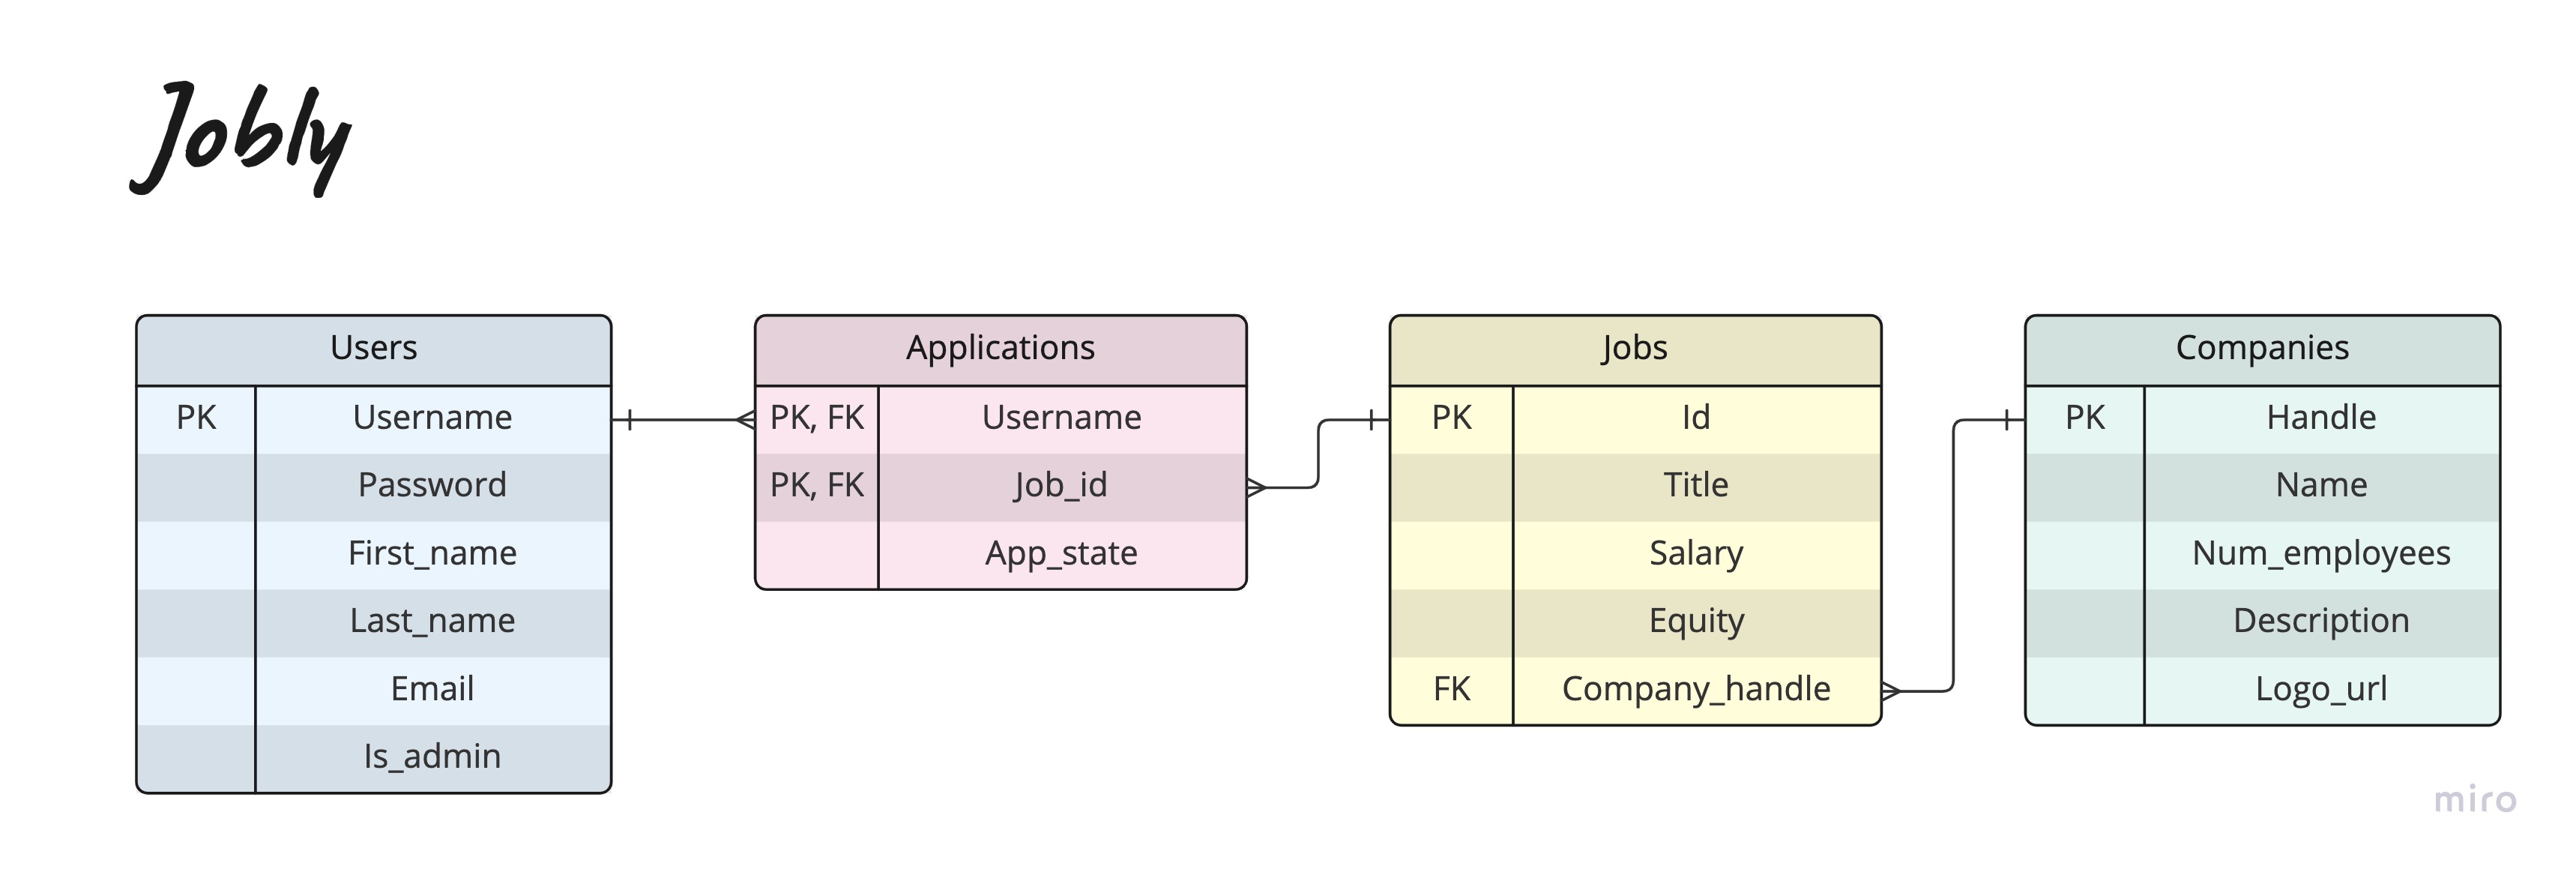 Jobly
Users
PK Username
Password
First_name
Last_name
Email
Is_admin
Applications
PK, FK Username
PK, FK Job_id
App_state
Jobs
PK Id
Title
Salary
Equity
FK Company_handle
Companies
PK Handle
Name
Num_employees
Description
Logo_url
miro